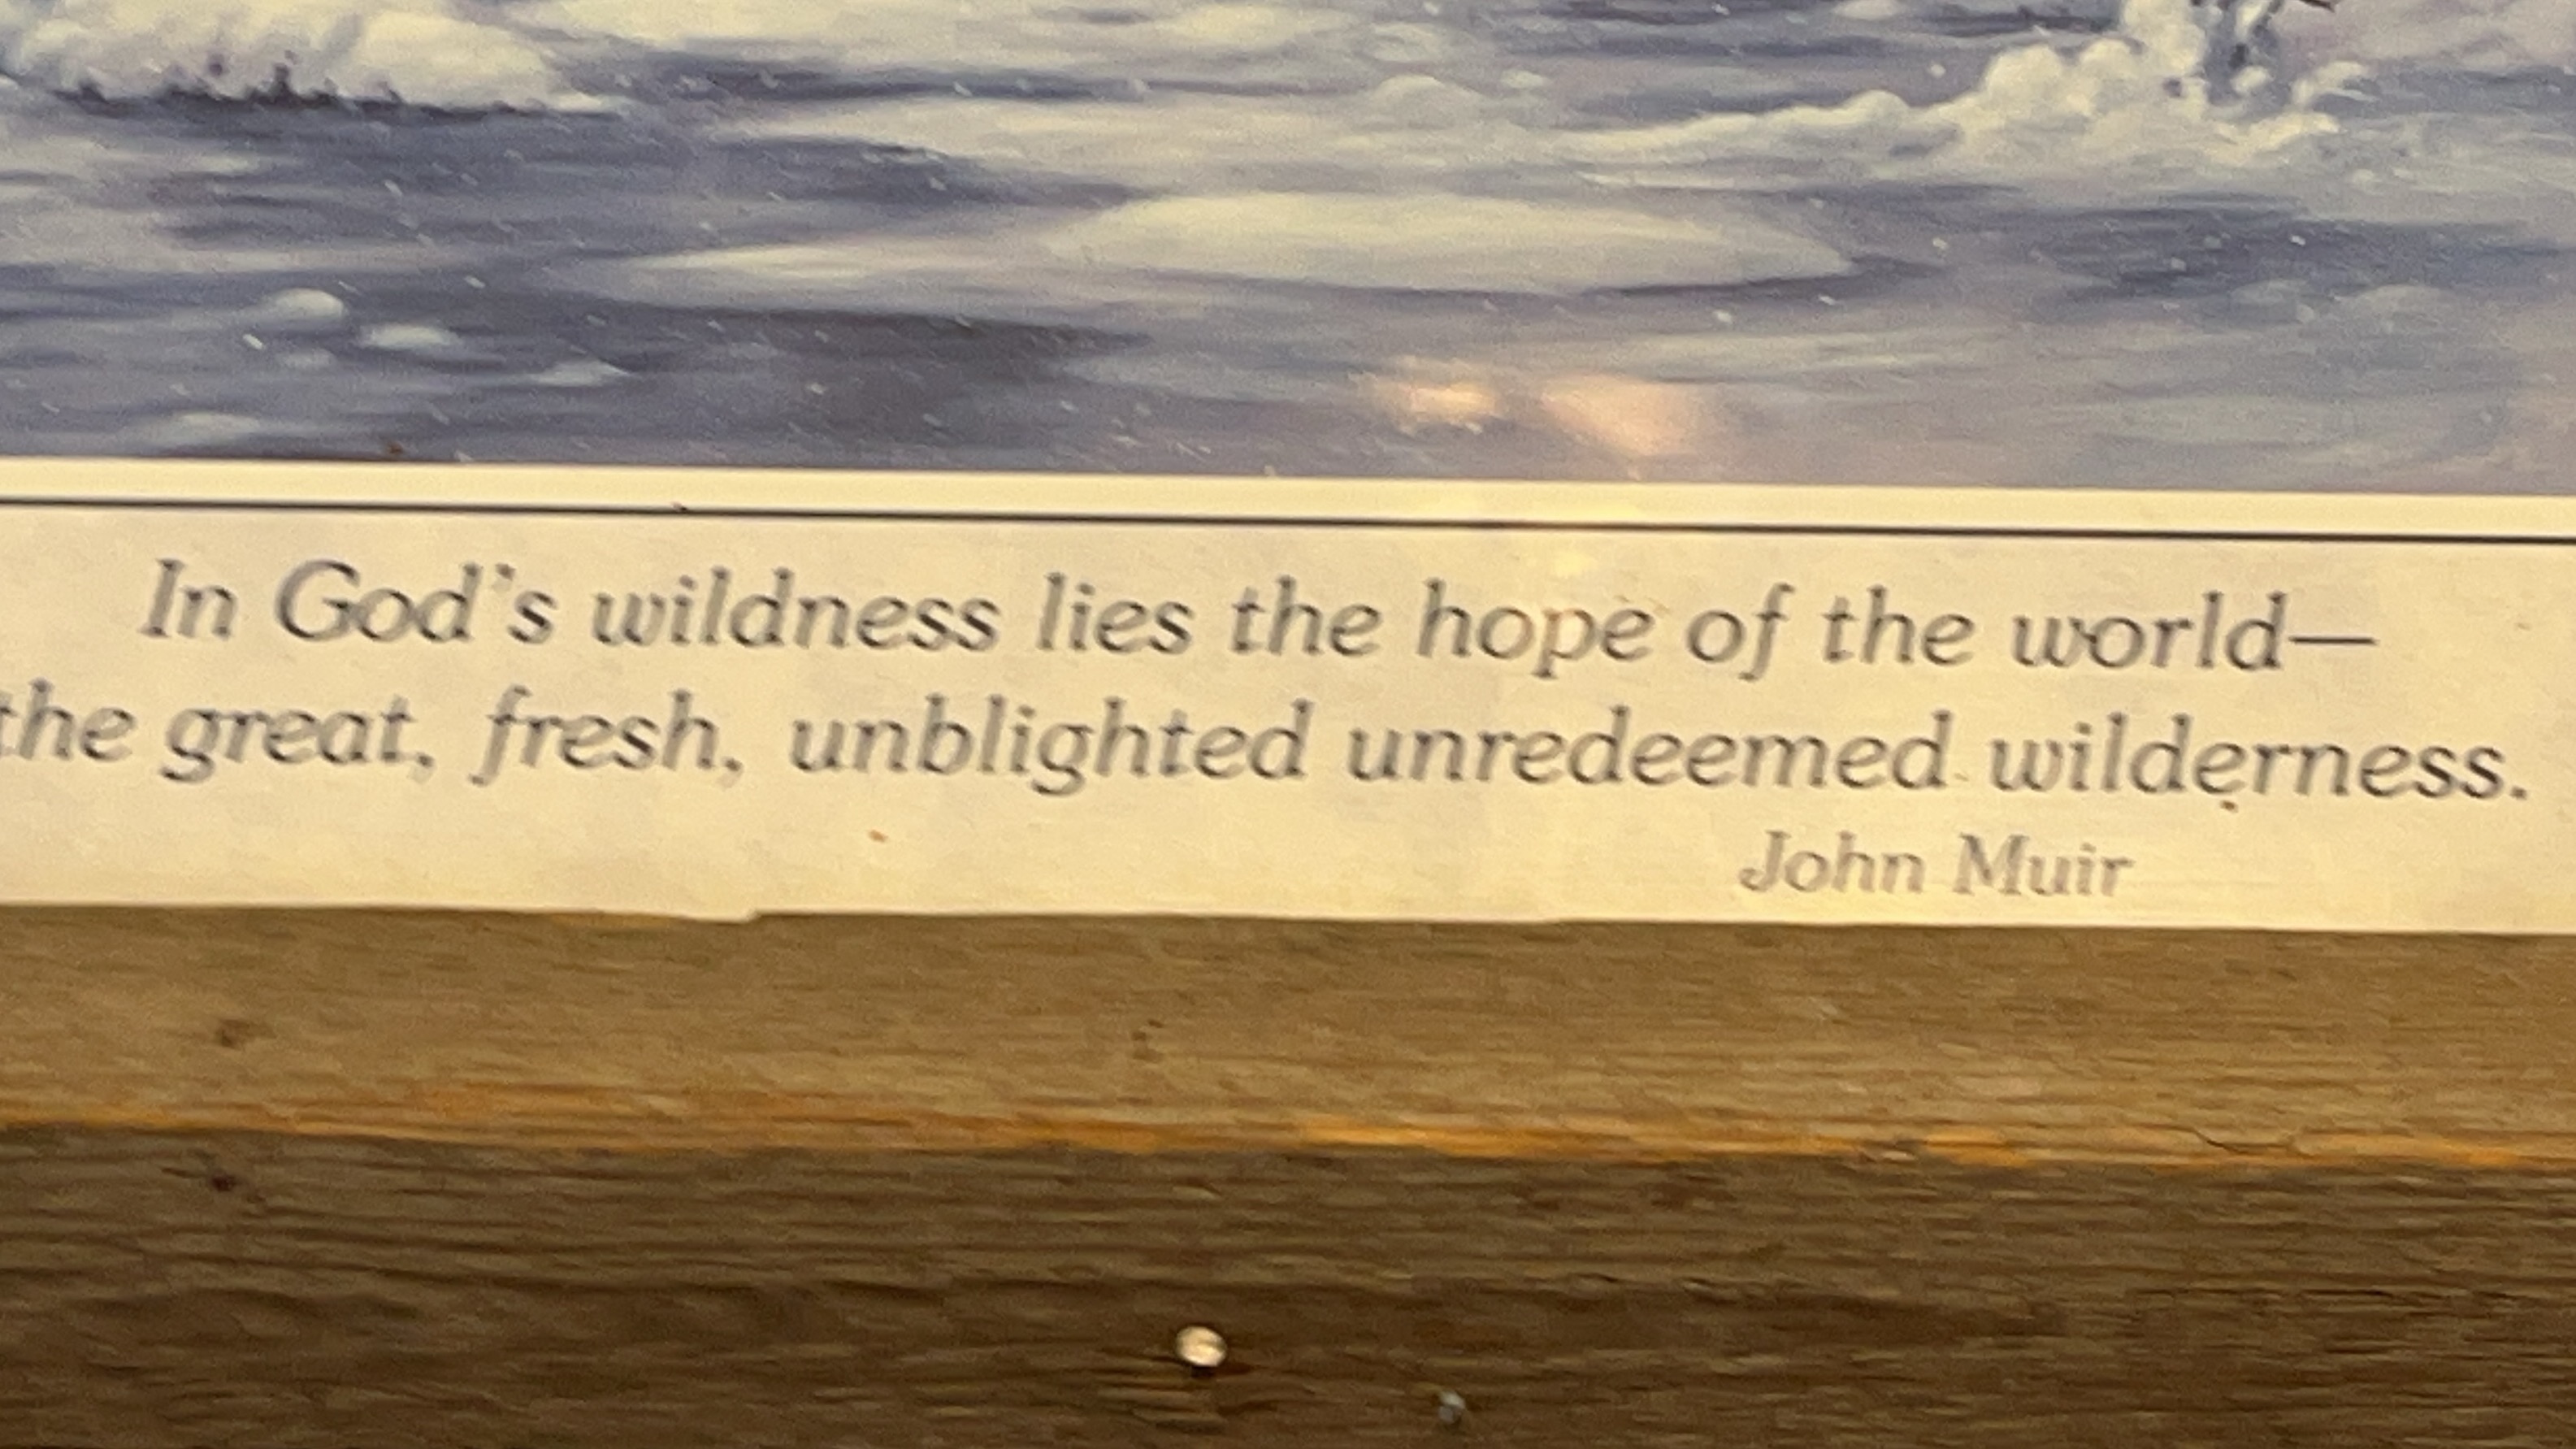 In God's wildness lies the hope of the world—
the great, fresh, unblighted unredeemed wilderness.
John Muir